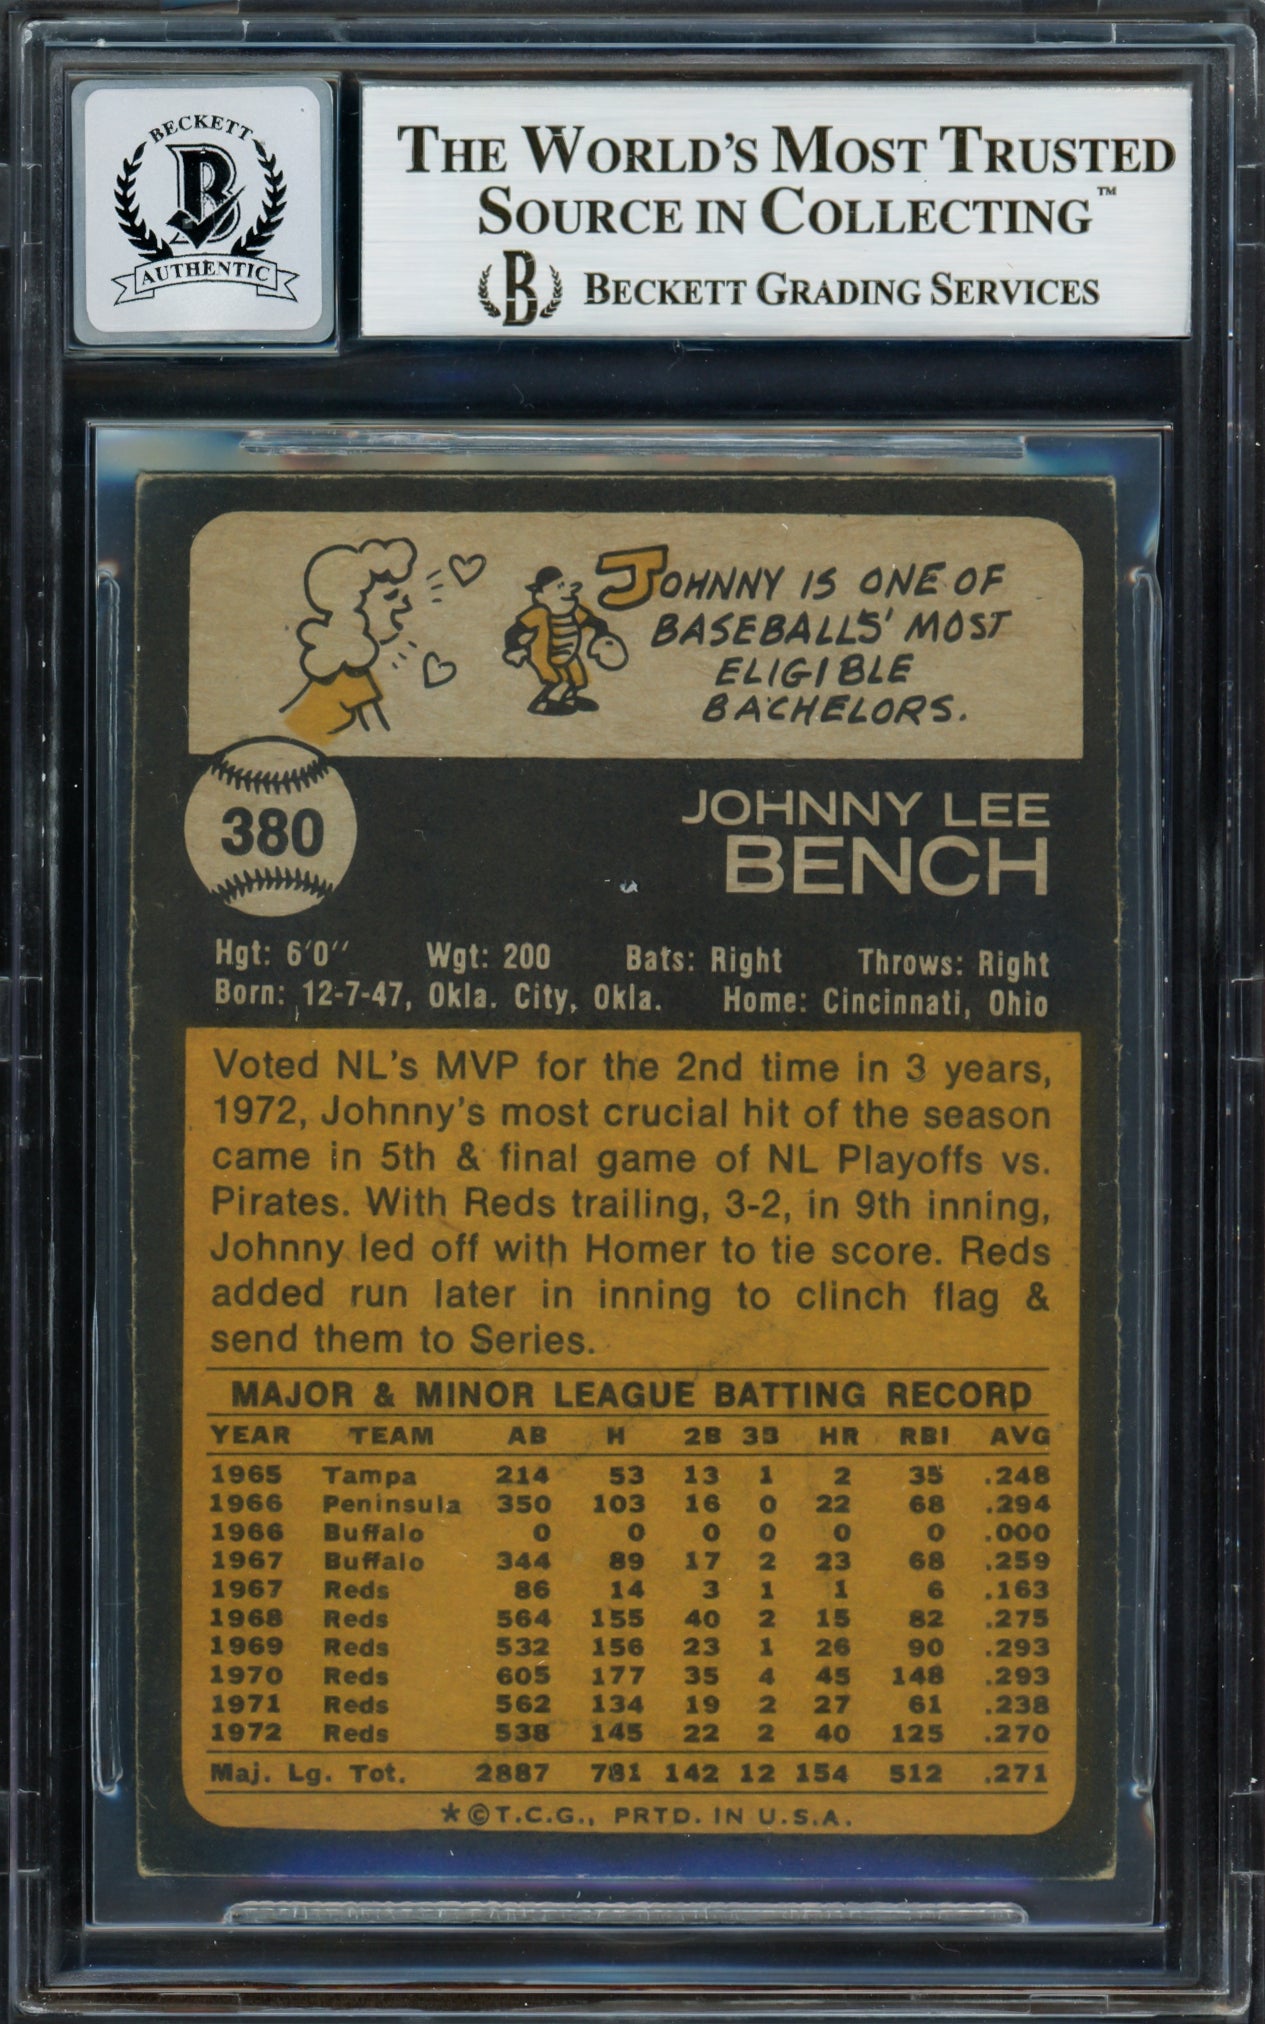 BECKETT
B
AUTHENTIC
THE WORLD'S MOST TRUSTED
SOURCE IN COLLECTING™
B BECKETT GRADING SERVICES
JOHNNY IS ONE OF
BASEBALLS' MOST
ELIGIBLE
BACHELORS.
380
JOHNNY LEE
BENCH
Hgt: 6'0" Wgt: 200 Bats: Right Throws: Right
Born: 12-7-47, Okla. City, Okla. Home: Cincinnati, Ohio
Voted NL's MVP for the 2nd time in 3 years,
1972, Johnny's most crucial hit of the season
came in 5th & final game of NL Playoffs vs.
Pirates. With Reds trailing, 3-2, in 9th inning,
Johnny led off with Homer to tie score. Reds
added run later in inning to clinch flag &
send them to Series.
MAJOR & MINOR LEAGUE BATTING RECORD
YEAR TEAM AB H 2B 3B HR RBI AVG
1965 Tampa 214 53 13 1 2 35 .248
1966 Peninsula 350 103 16 0 22 68 .294
1966 Buffalo 0 0 0 0 0 0 .000
1967 Buffalo 344 89 17 2 23 68 .259
1967 Reds 86 14 3 1 1 6 .163
1968 Reds 564 155 40 2 15 82 .275
1969 Reds 532 156 23 1 26 90 .293
1970 Reds 605 177 35 4 45 148 .293
1971 Reds 562 134 19 2 27 61 .238
1972 Reds 538 145 22 2 40 125 .270
Maj. Lg. Tot. 2887 781 142 12 154 512 .271
*©T.C.G., PRTD. IN U.S.A.